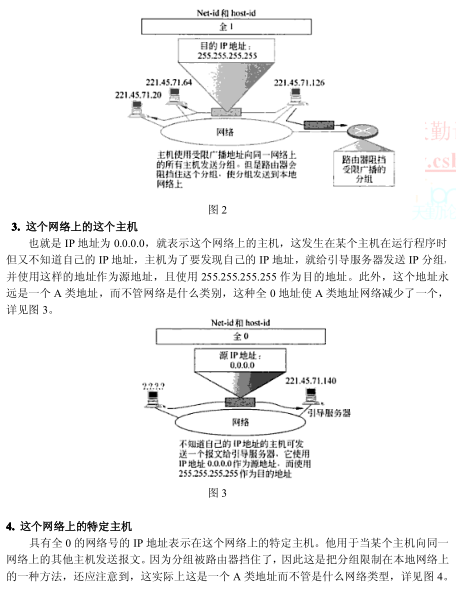 Net-id 和 host-id
全 1
目的 IP 地址：
255.255.255.255
221.45.71.64
221.45.71.126
221.45.71.20
网络
主机使用受限广播地址向同一网络上
的所有主机发送分组，但是路由器会
阻挡住这个分组，使分组发送到本地
网络上
路由器阻挡
受限广播的
分组
图 2
3. 这个网络上的这个主机
也就是 IP 地址为 0.0.0.0，就表示这个网络上的主机，这发生在某个主机在运行程序时
但又不知道自己的 IP 地址，主机为了要发现自己的 IP 地址，就给引导服务器发送 IP 分组，
并使用这样的地址作为源地址，且使用 255.255.255.255 作为目的地址。此外，这个地址永
远是一个 A 类地址，而不管网络是什么类别，这种全 0 地址使 A 类地址网络减少了一个，
详见图 3。
Net-id 和 host-id
全 0
源 IP 地址：
0.0.0.0
????
221.45.71.140
引导服务器
网络
不知道自己的 IP 地址的主机可发
送一个报文给引导服务器，它使用
IP 地址 0.0.0.0 作为源地址，而使用
255.255.255.255 作为目的地址
图 3
4. 这个网络上的特定主机
具有全 0 的网络号的 IP 地址表示在这个网络上的特定主机。他用于当某个主机向同一
网络上的其他主机发送报文。因为分组被路由器挡住了，因此这是把分组限制在本地网络上
的一种方法，还应注意到，这实际上这是一个 A 类地址而不管是什么网络类型，详见图 4。